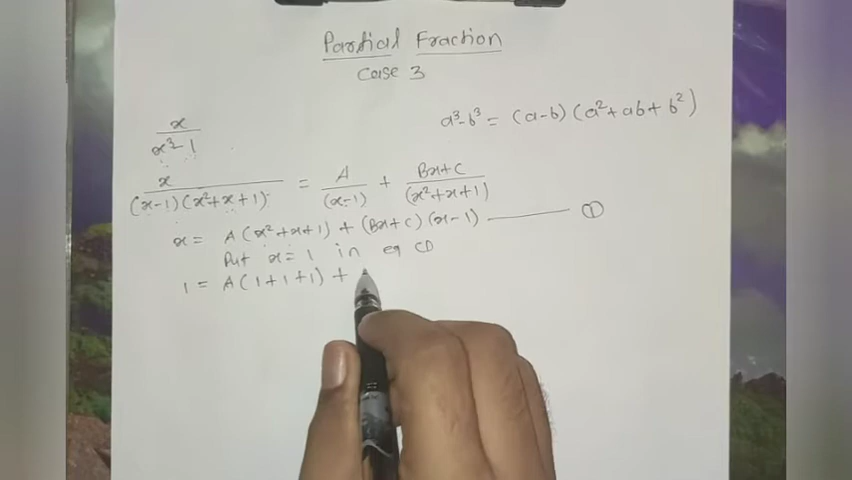 Partial Fraction
Case 3
a³-b³ = (a-b) (a²+ab+b²)
x/(x³-1)
x/((x-1)(x²+x+1)) = A/(x-1) + (Bx+C)/(x²+x+1)
x = A(x²+x+1) + (Bx+C)(x-1) ——— ①
Put x=1 in eq ①
1 = A(1+1+1) +